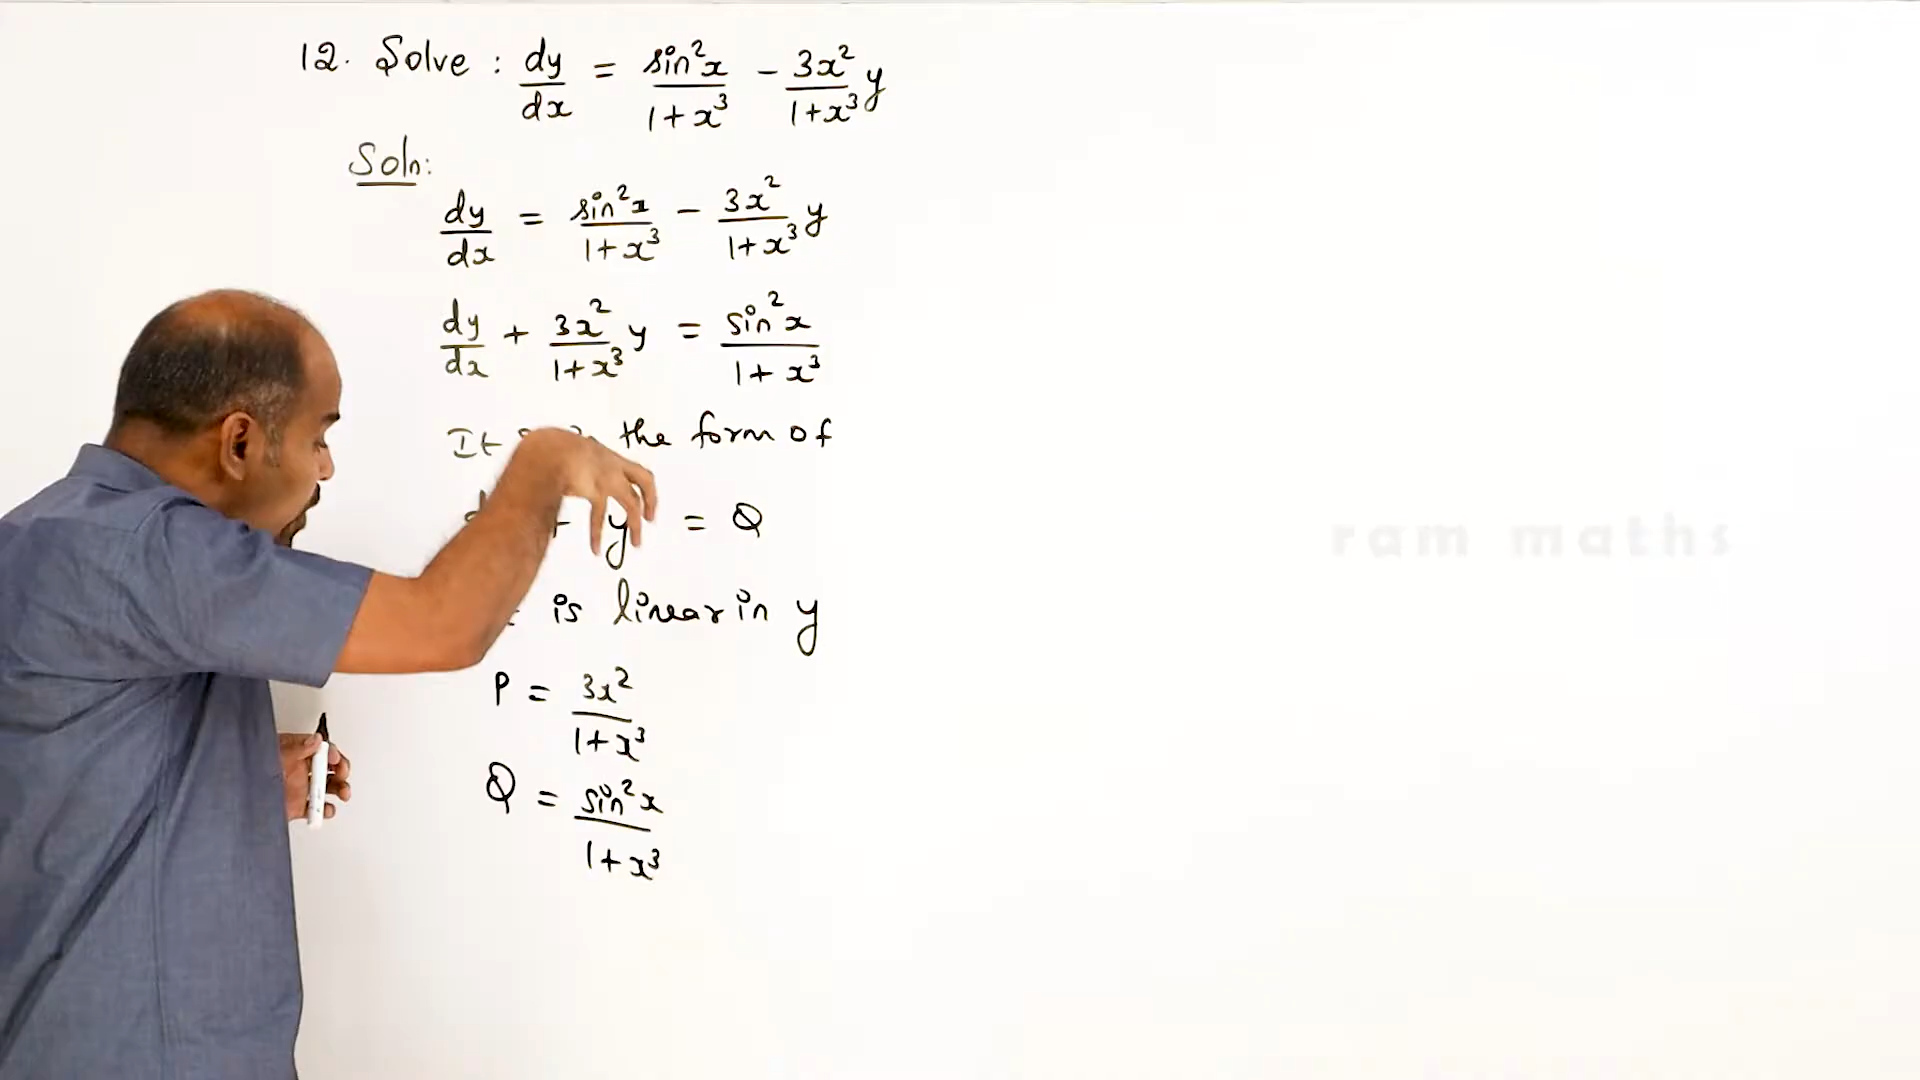 12. Solve : dy/dx = sin²x/1+x³ - 3x²/1+x³ y
Soln:
dy/dx = sin²x/1+x³ - 3x²/1+x³ y
dy/dx + 3x²/1+x³ y = sin²x/1+x³
It the form of
+ y = Q
is linear in y
P = 3x²/1+x³
Q = sin²x/1+x³
ram maths